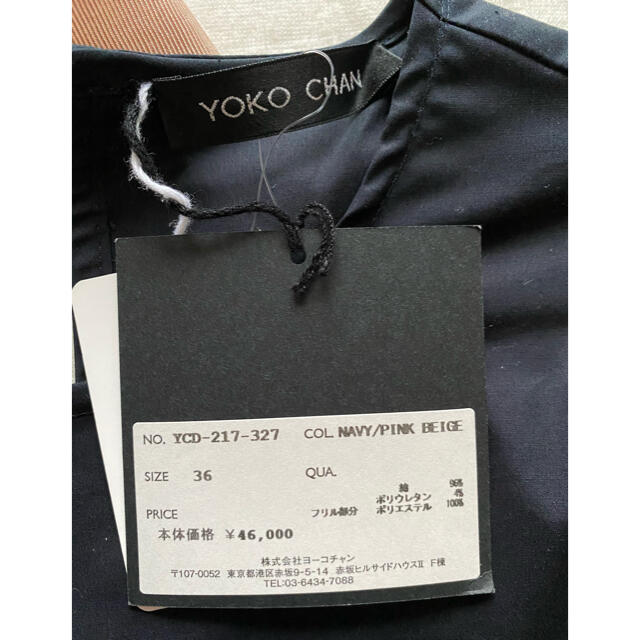 YOKO CHAN
NO. YCD-217-327 COL. NAVY/PINK BEIGE
SIZE 36 QUA.
綿 96%
ポリウレタン 4%
PRICE フリル部分 ポリエステル 100%
本体価格 ¥46,000
株式会社ヨーコチャン
〒107-0052 東京都港区赤坂9-5-14 赤坂ヒルサイドハウスⅡ F棟
TEL:03-6434-7088